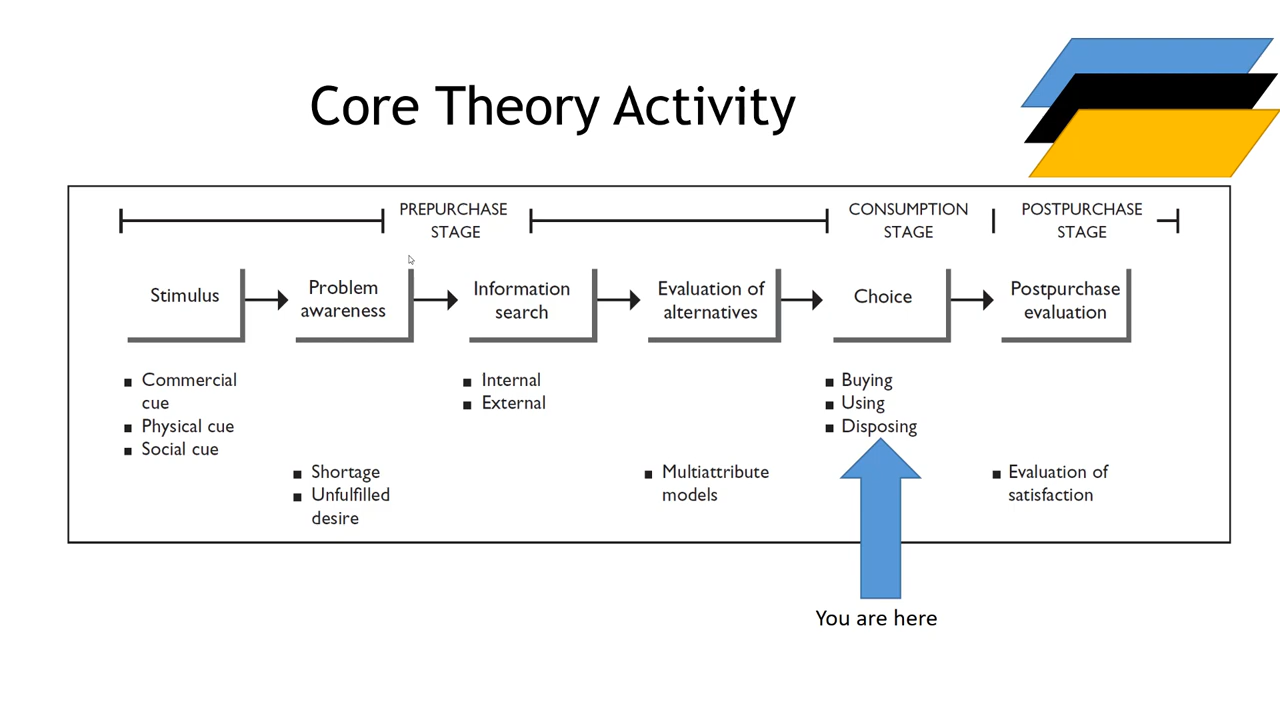 Core Theory Activity
PREPURCHASE
STAGE
CONSUMPTION
STAGE
POSTPURCHASE
STAGE
Stimulus
Problem
awareness
Information
search
Evaluation of
alternatives
Choice
Postpurchase
evaluation
■ Commercial
cue
■ Physical cue
■ Social cue
■ Shortage
■ Unfulfilled
desire
■ Internal
■ External
■ Multiattribute
models
■ Buying
■ Using
■ Disposing
■ Evaluation of
satisfaction
You are here